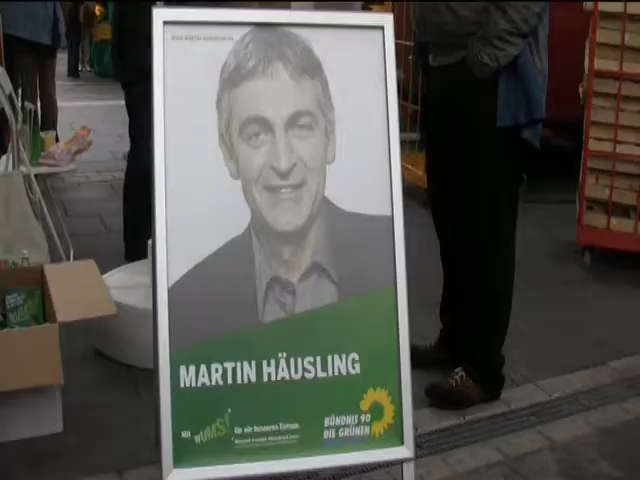 MARTIN HÄUSLING
MIT WUMS! für ein besseres Europa.
BÜNDNIS 90
DIE GRÜNEN